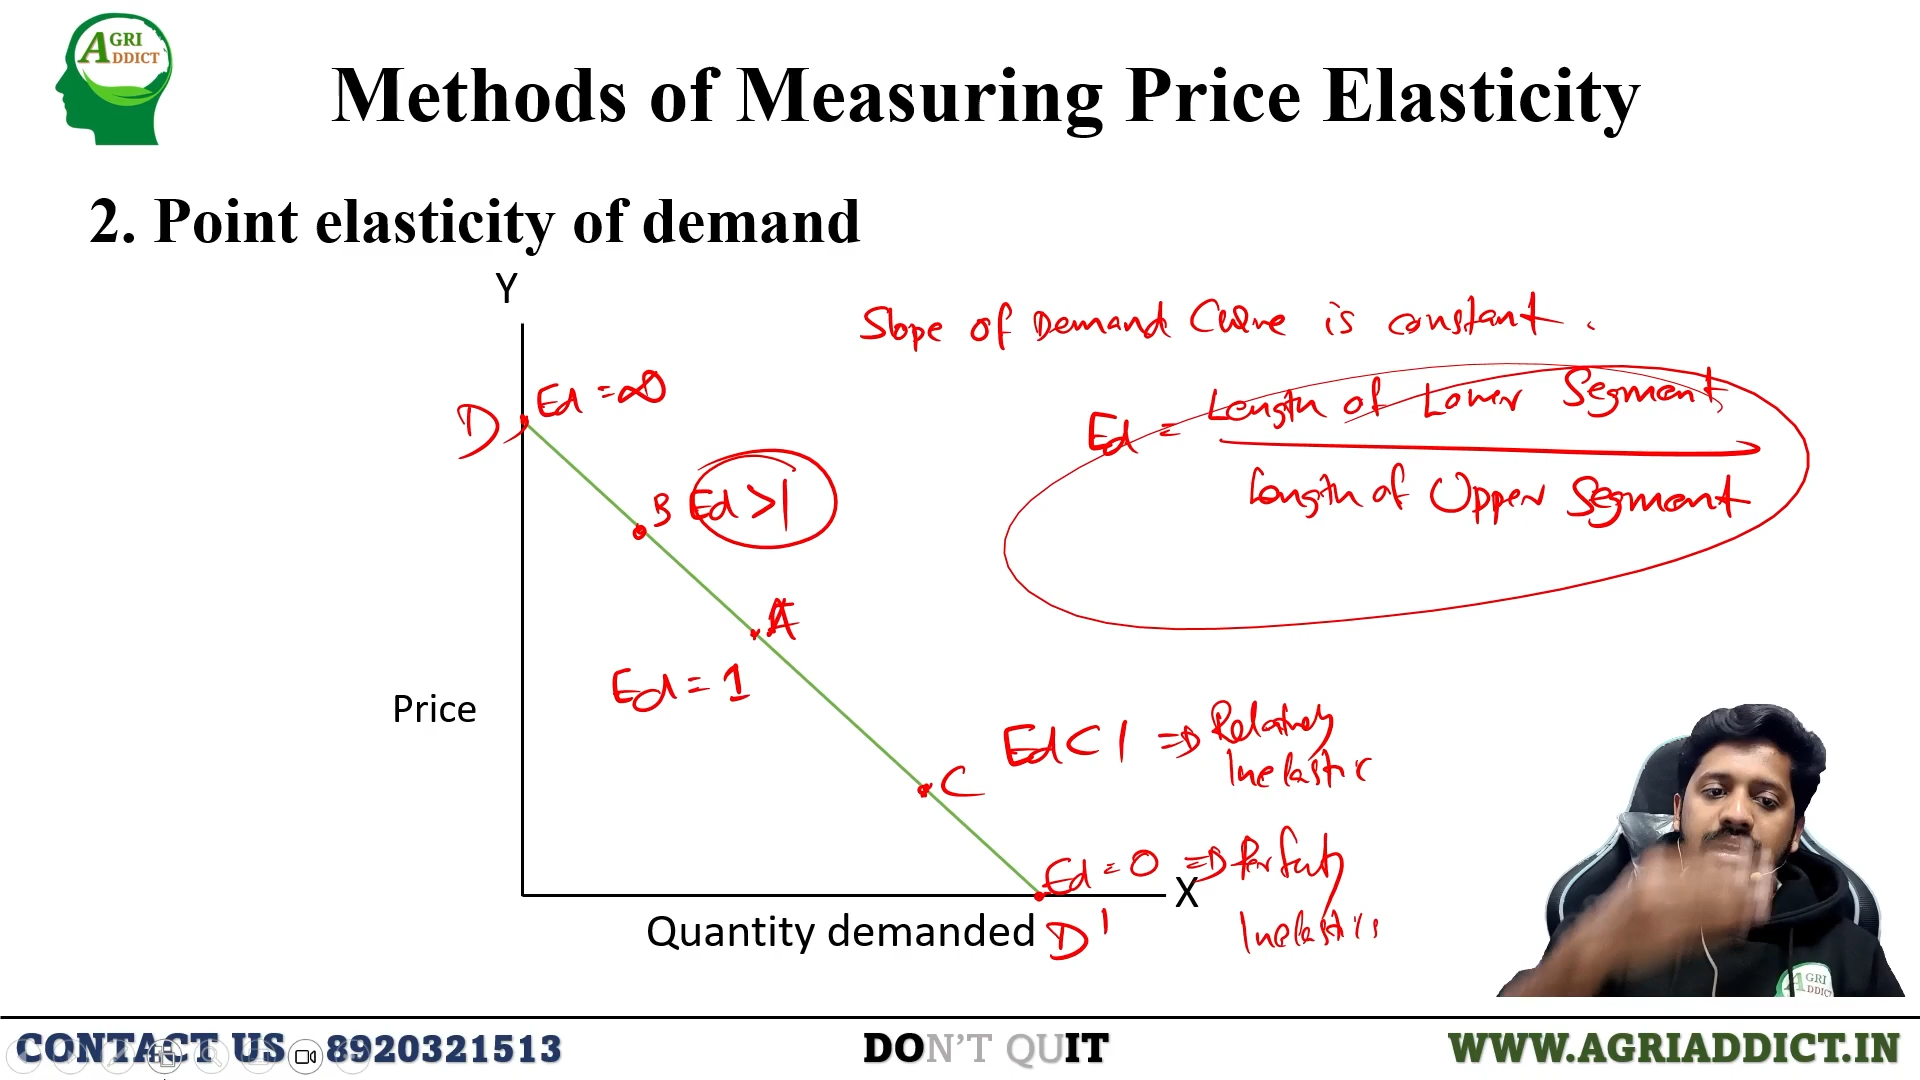 AGRI
ADDICT
Methods of Measuring Price Elasticity
2. Point elasticity of demand
Y
Slope of Demand Curve is constant.
Ed = ∞
D
Ed = Length of Lower Segment
Length of Upper Segment
B Ed >1
A
Ed = 1
Price
Ed < 1 => Relatively
Inelastic
C
Ed = 0 => Perfectly
X
Quantity demanded D'
Inelastic
AGRI
ADDICT
CONTACT US - 8920321513
DON'T QUIT
WWW.AGRIADDICT.IN